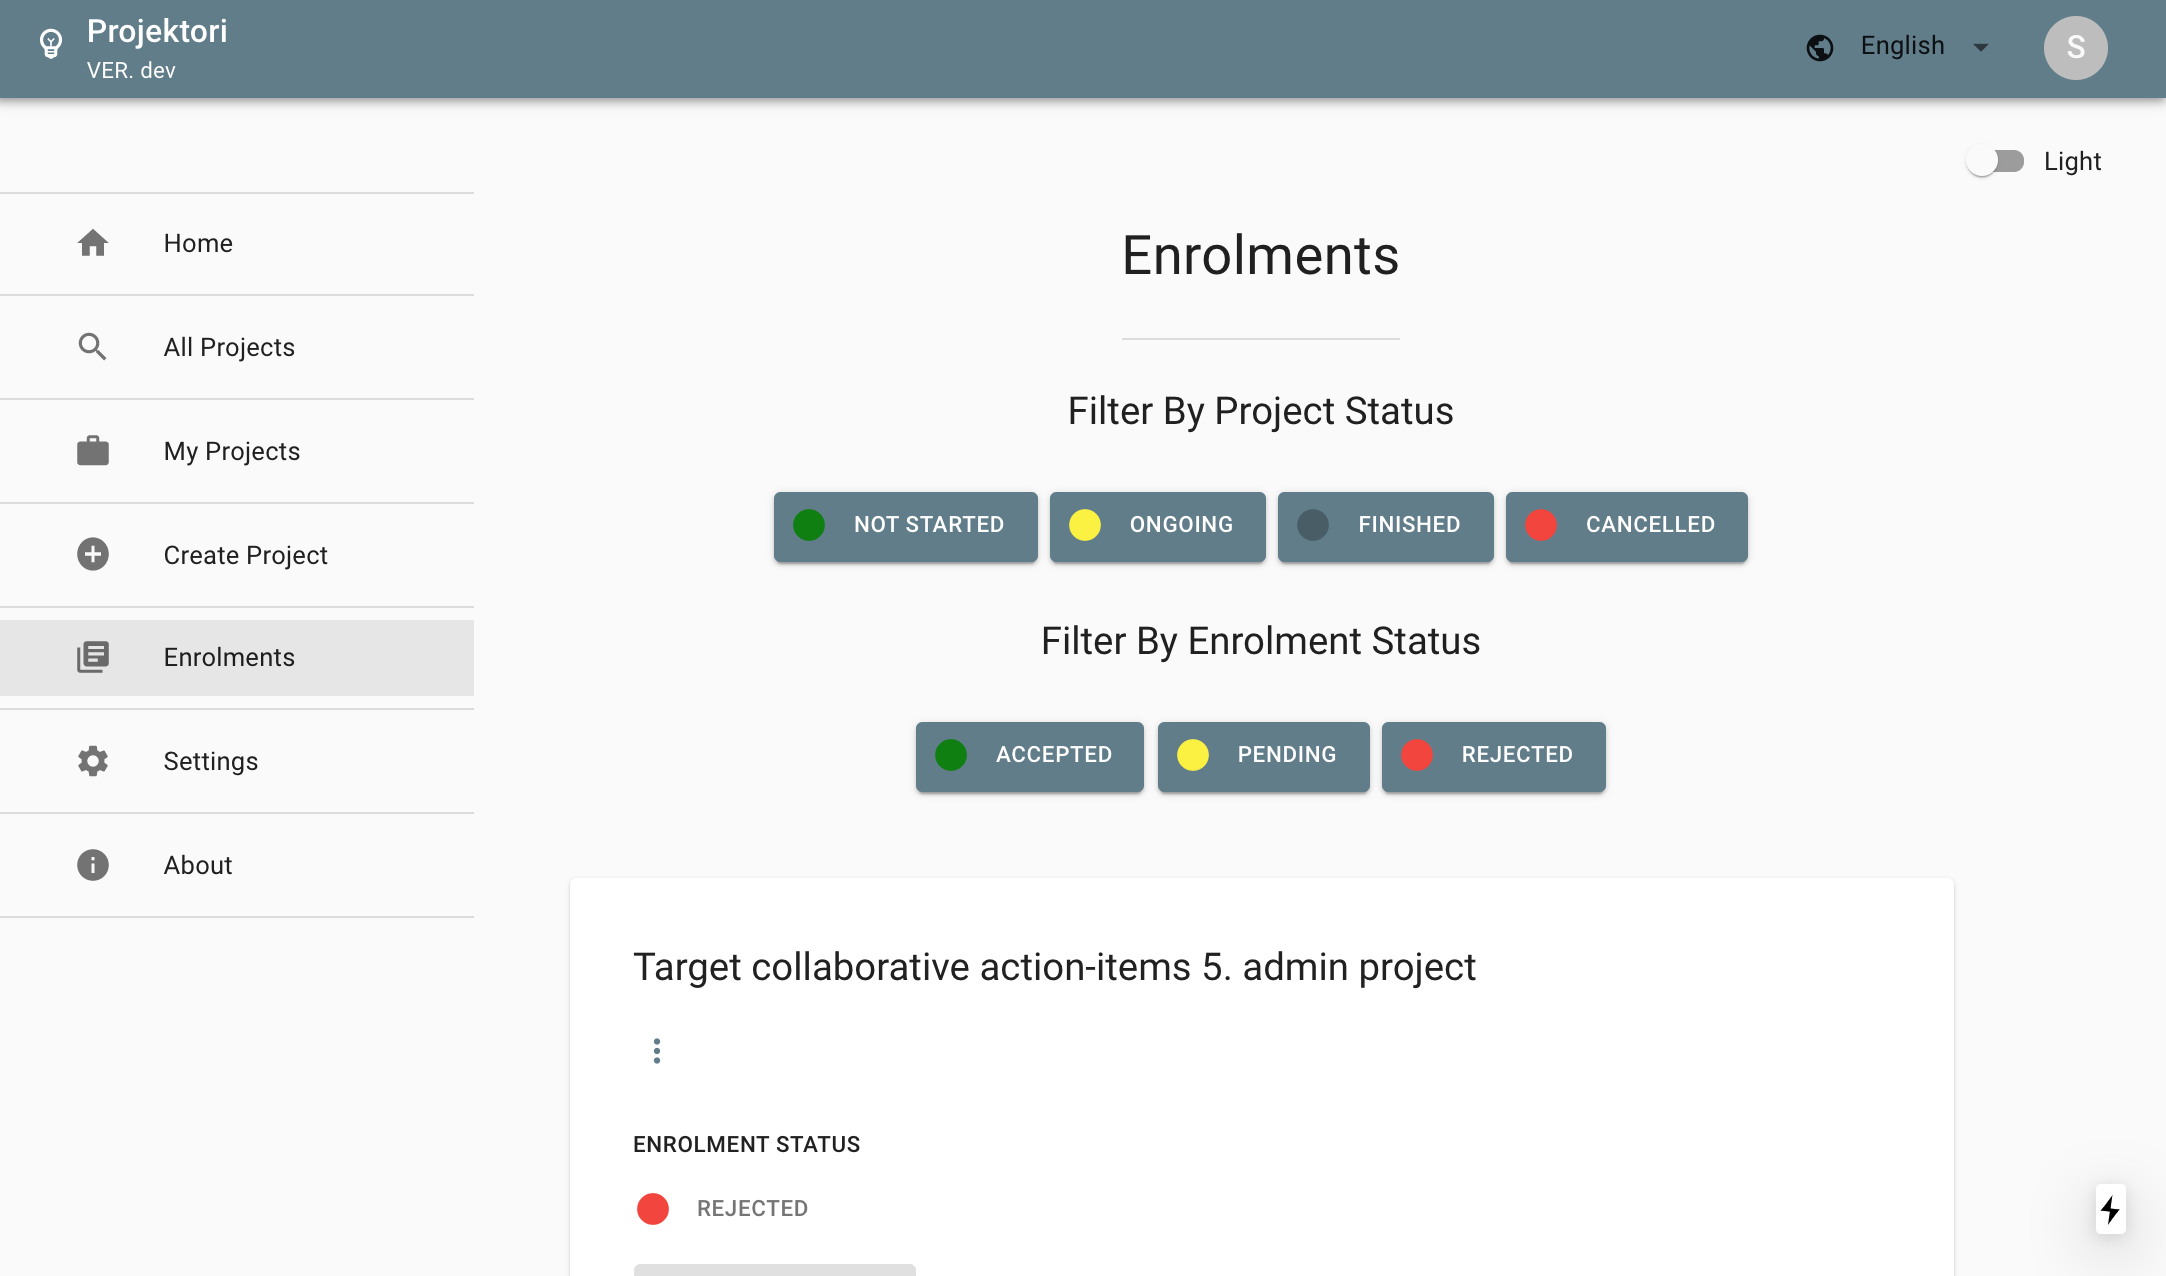 Projektori
VER. dev
English
S
Light
Home
All Projects
My Projects
Create Project
Enrolments
Settings
About
Enrolments
Filter By Project Status
NOT STARTED
ONGOING
FINISHED
CANCELLED
Filter By Enrolment Status
ACCEPTED
PENDING
REJECTED
Target collaborative action-items 5. admin project
ENROLMENT STATUS
REJECTED